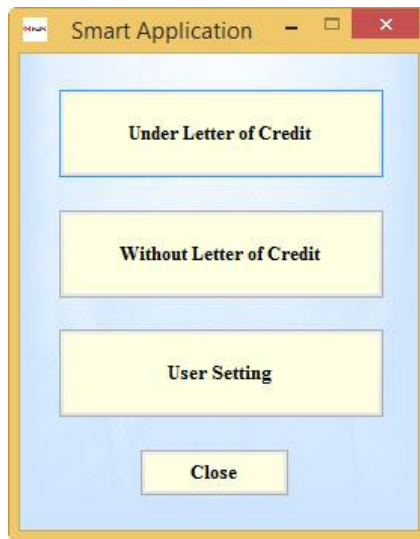 Smart Application
Under Letter of Credit
Without Letter of Credit
User Setting
Close